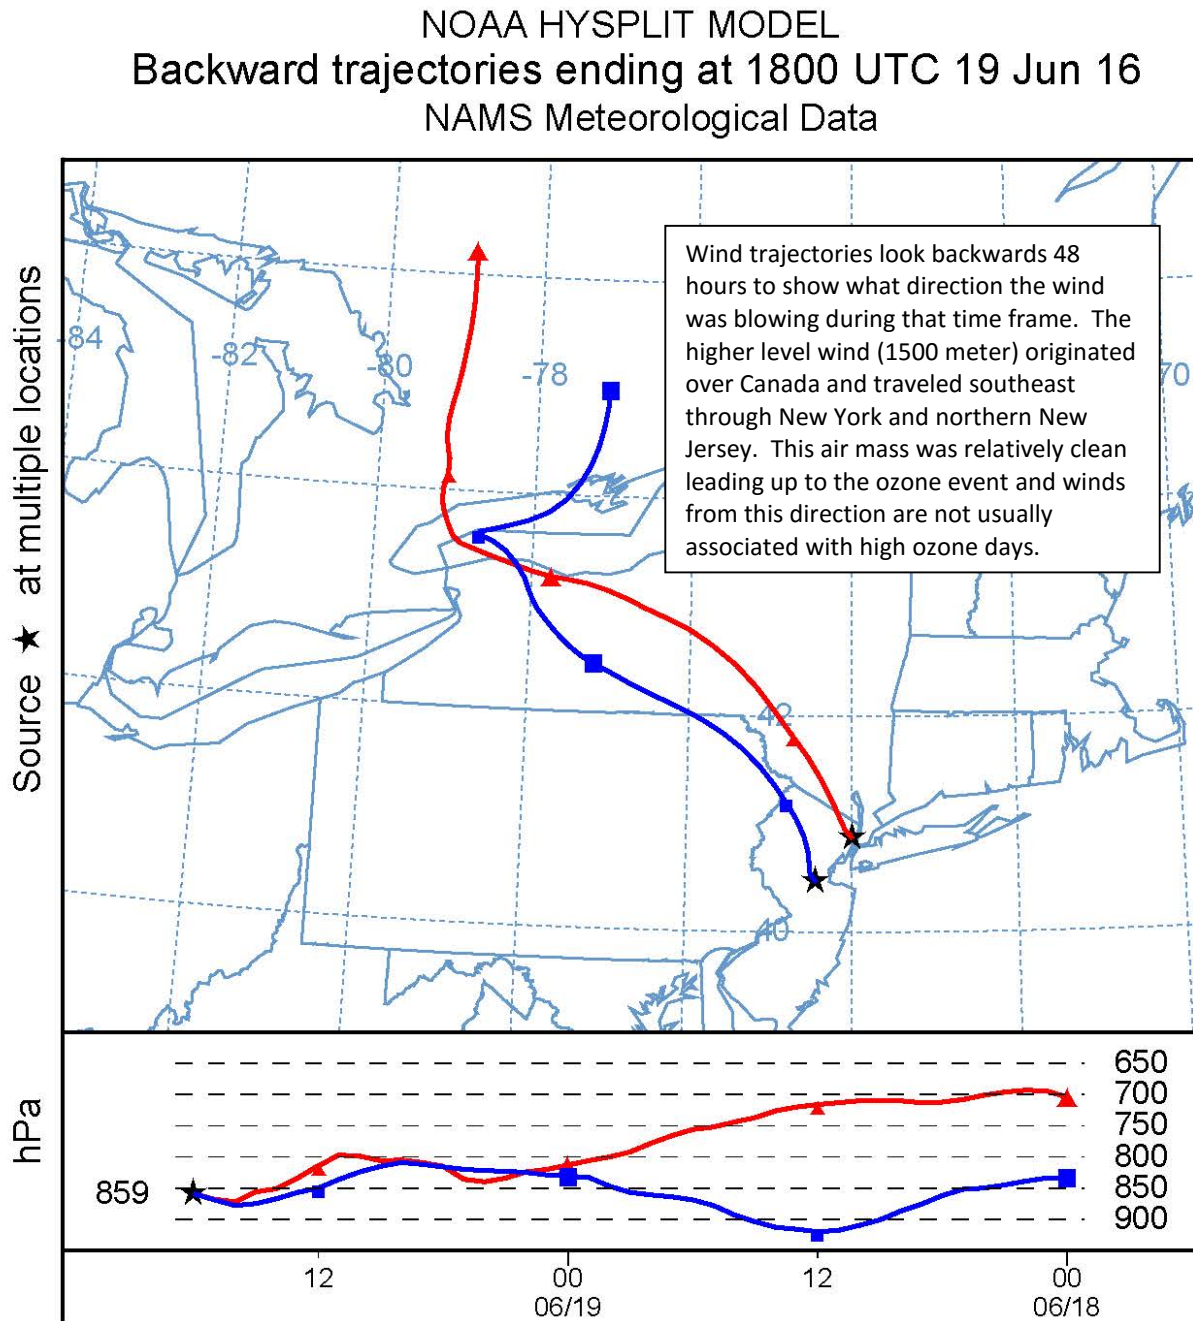 NOAA HYSPLIT MODEL
Backward trajectories ending at 1800 UTC 19 Jun 16
NAMS Meteorological Data
Source ★ at multiple locations
Wind trajectories look backwards 48
hours to show what direction the wind
was blowing during that time frame.  The
higher level wind (1500 meter) originated
over Canada and traveled southeast
through New York and northern New
Jersey.  This air mass was relatively clean
leading up to the ozone event and winds
from this direction are not usually
associated with high ozone days.
-84
-82
-80
-78
70
42
40
hPa
859
650
700
750
800
850
900
12
00
12
00
06/19
06/18